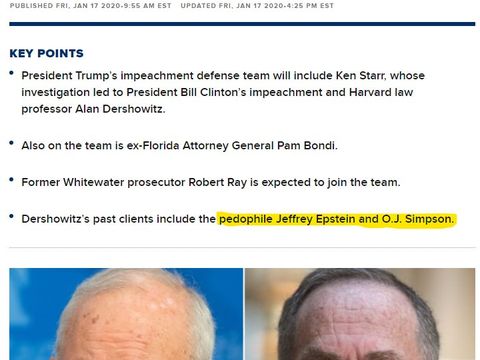 PUBLISHED FRI, JAN 17 2020•9:55 AM EST    UPDATED FRI, JAN 17 2020•4:25 PM EST
KEY POINTS
• President Trump's impeachment defense team will include Ken Starr, whose
investigation led to President Bill Clinton's impeachment and Harvard law
professor Alan Dershowitz.
• Also on the team is ex-Florida Attorney General Pam Bondi.
• Former Whitewater prosecutor Robert Ray is expected to join the team.
• Dershowitz's past clients include the pedophile Jeffrey Epstein and O.J. Simpson.